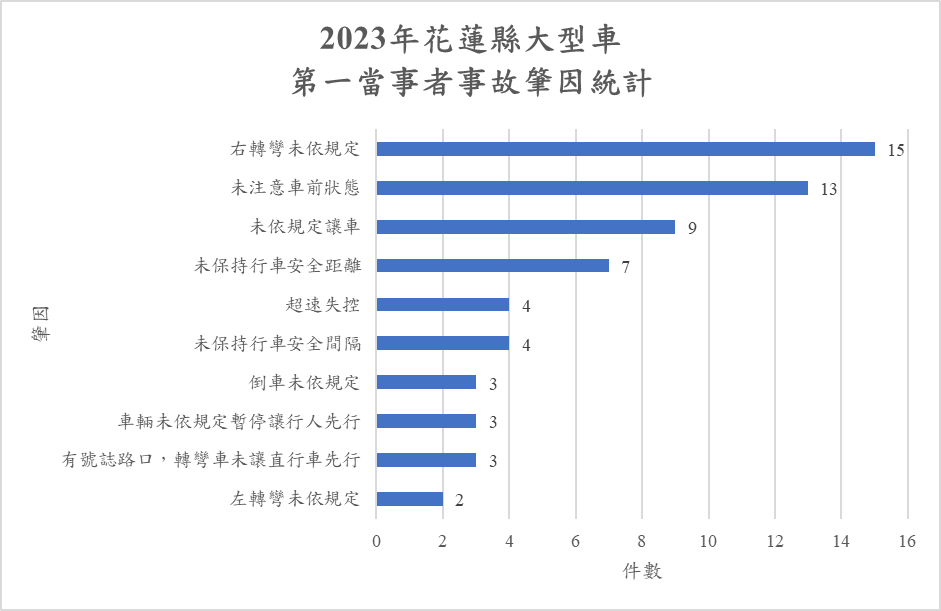 2023年花蓮縣大型車
第一當事者事故肇因統計
右轉彎未依規定 15
未注意車前狀態 13
未依規定讓車 9
未保持行車安全距離 7
超速失控 4
未保持行車安全間隔 4
倒車未依規定 3
車輛未依規定暫停讓行人先行 3
有號誌路口，轉彎車未讓直行車先行 3
左轉彎未依規定 2
肇因
0 2 4 6 8 10 12 14 16
件數